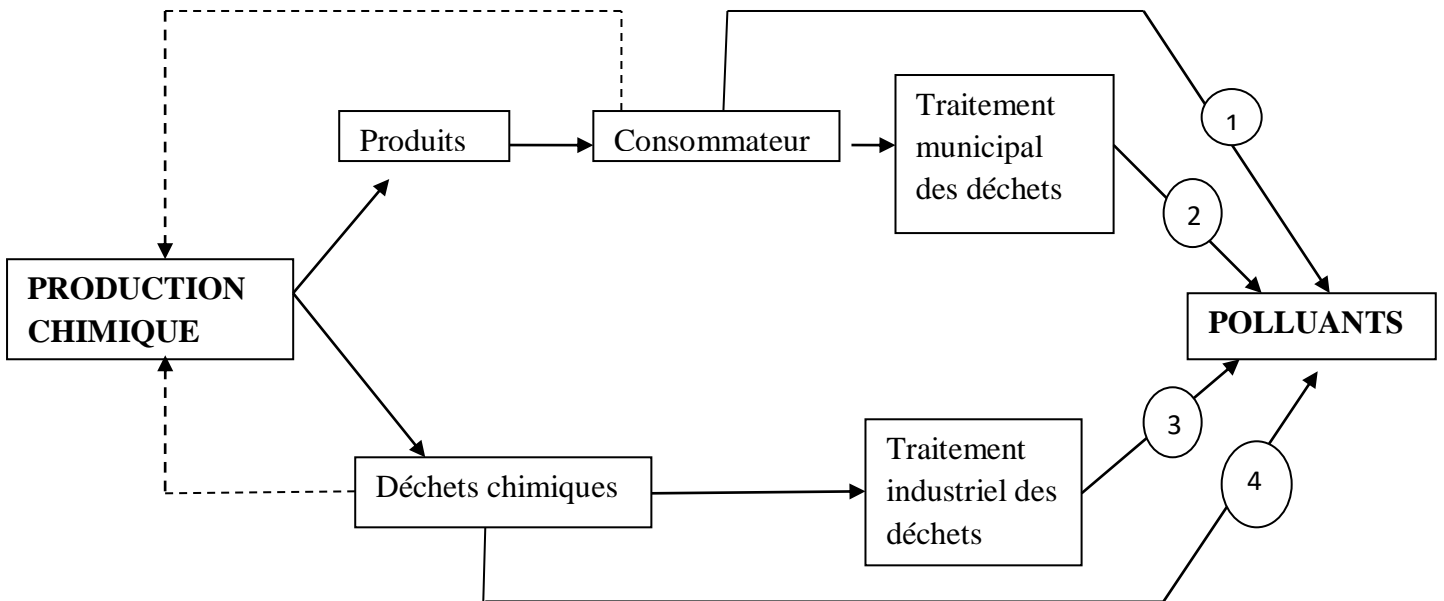 Traitement
municipal
des déchets
1
Produits
Consommateur
2
PRODUCTION
CHIMIQUE
POLLUANTS
3
Traitement
industriel des
déchets
Déchets chimiques
4